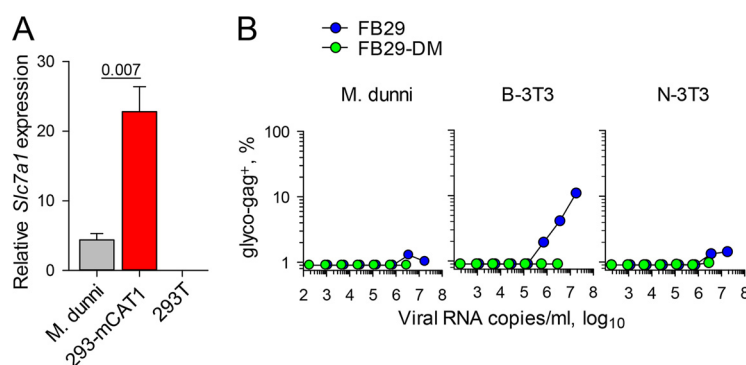 A
Relative Slc7a1 expression
30
20
10
0
0.007
M. dunni
293-mCAT1
293T
B
FB29
FB29-DM
M. dunni
B-3T3
N-3T3
glyco-gag⁺, %
100
10
1
2 3 4 5 6 7 8
3 4 5 6 7 8
3 4 5 6 7 8
Viral RNA copies/ml, log₁₀